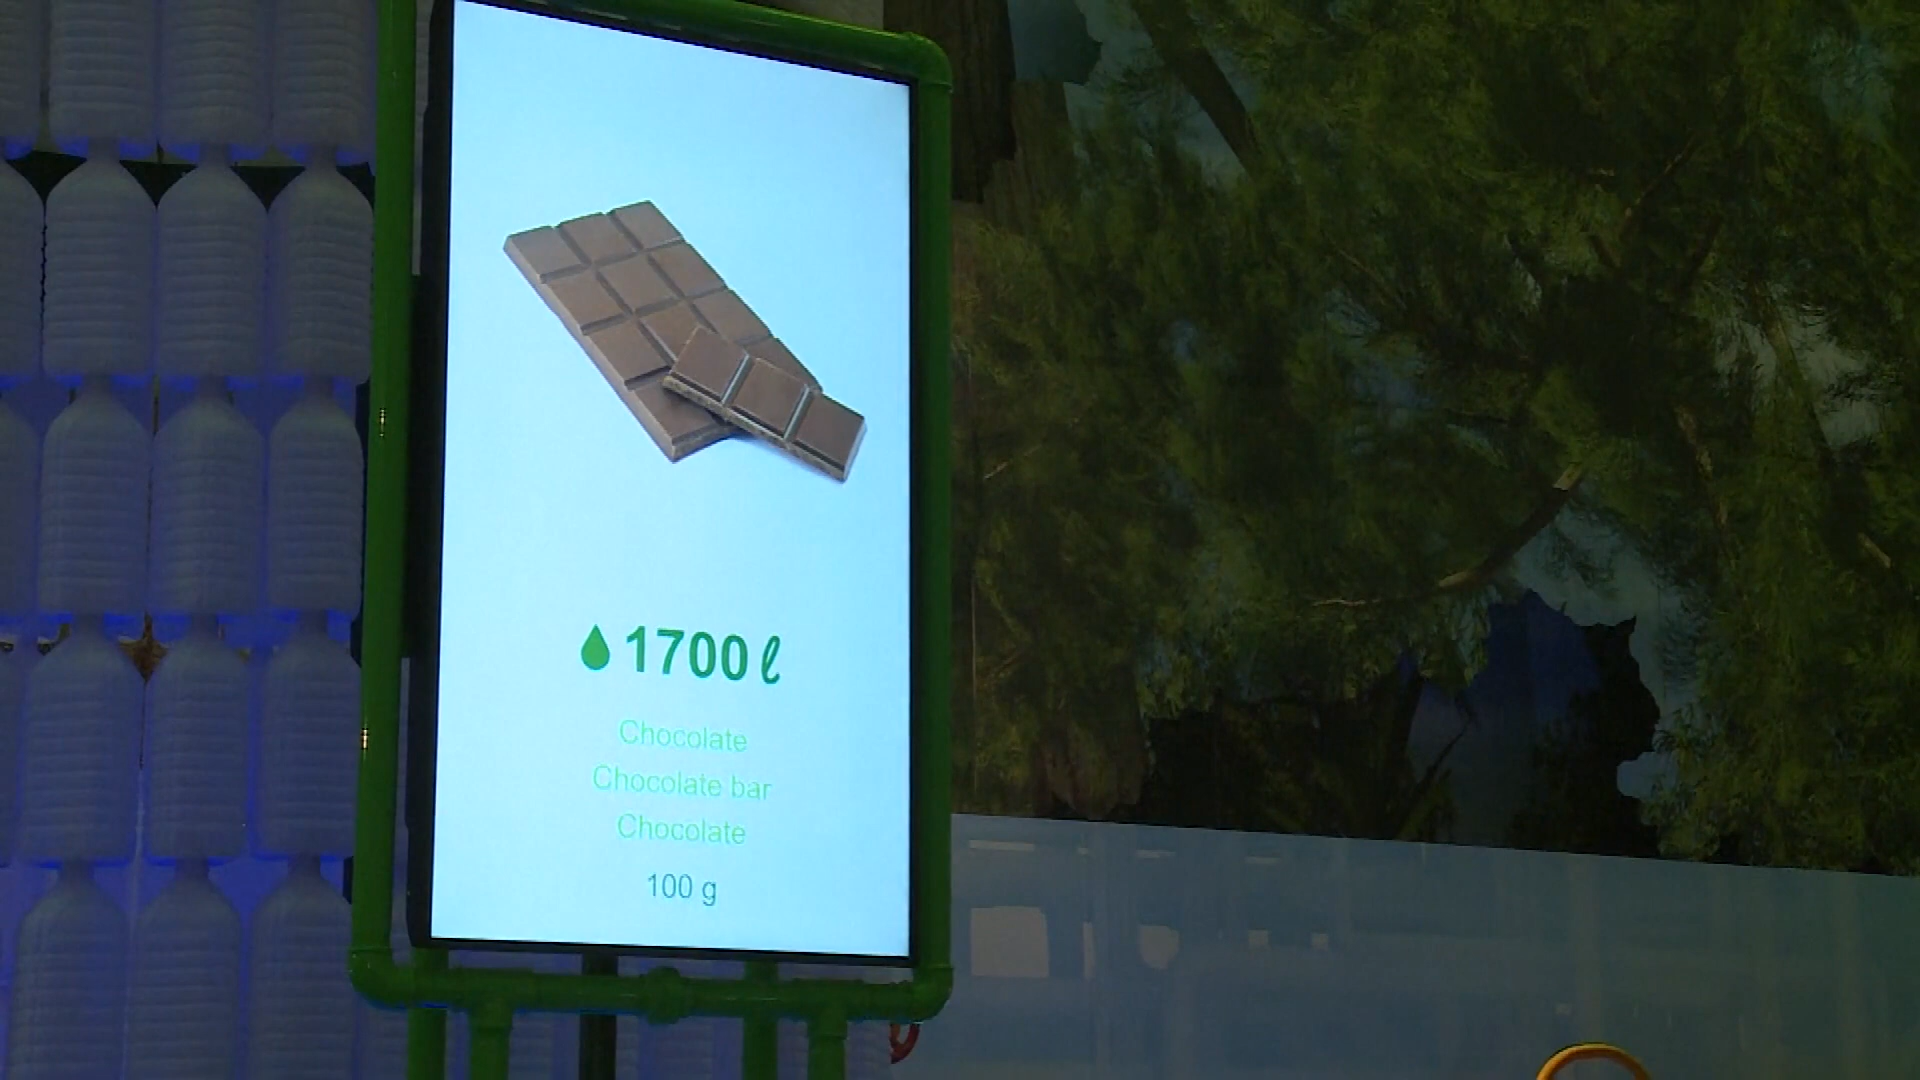 1700 ℓ
Chocolate
Chocolate bar
Chocolate
100 g